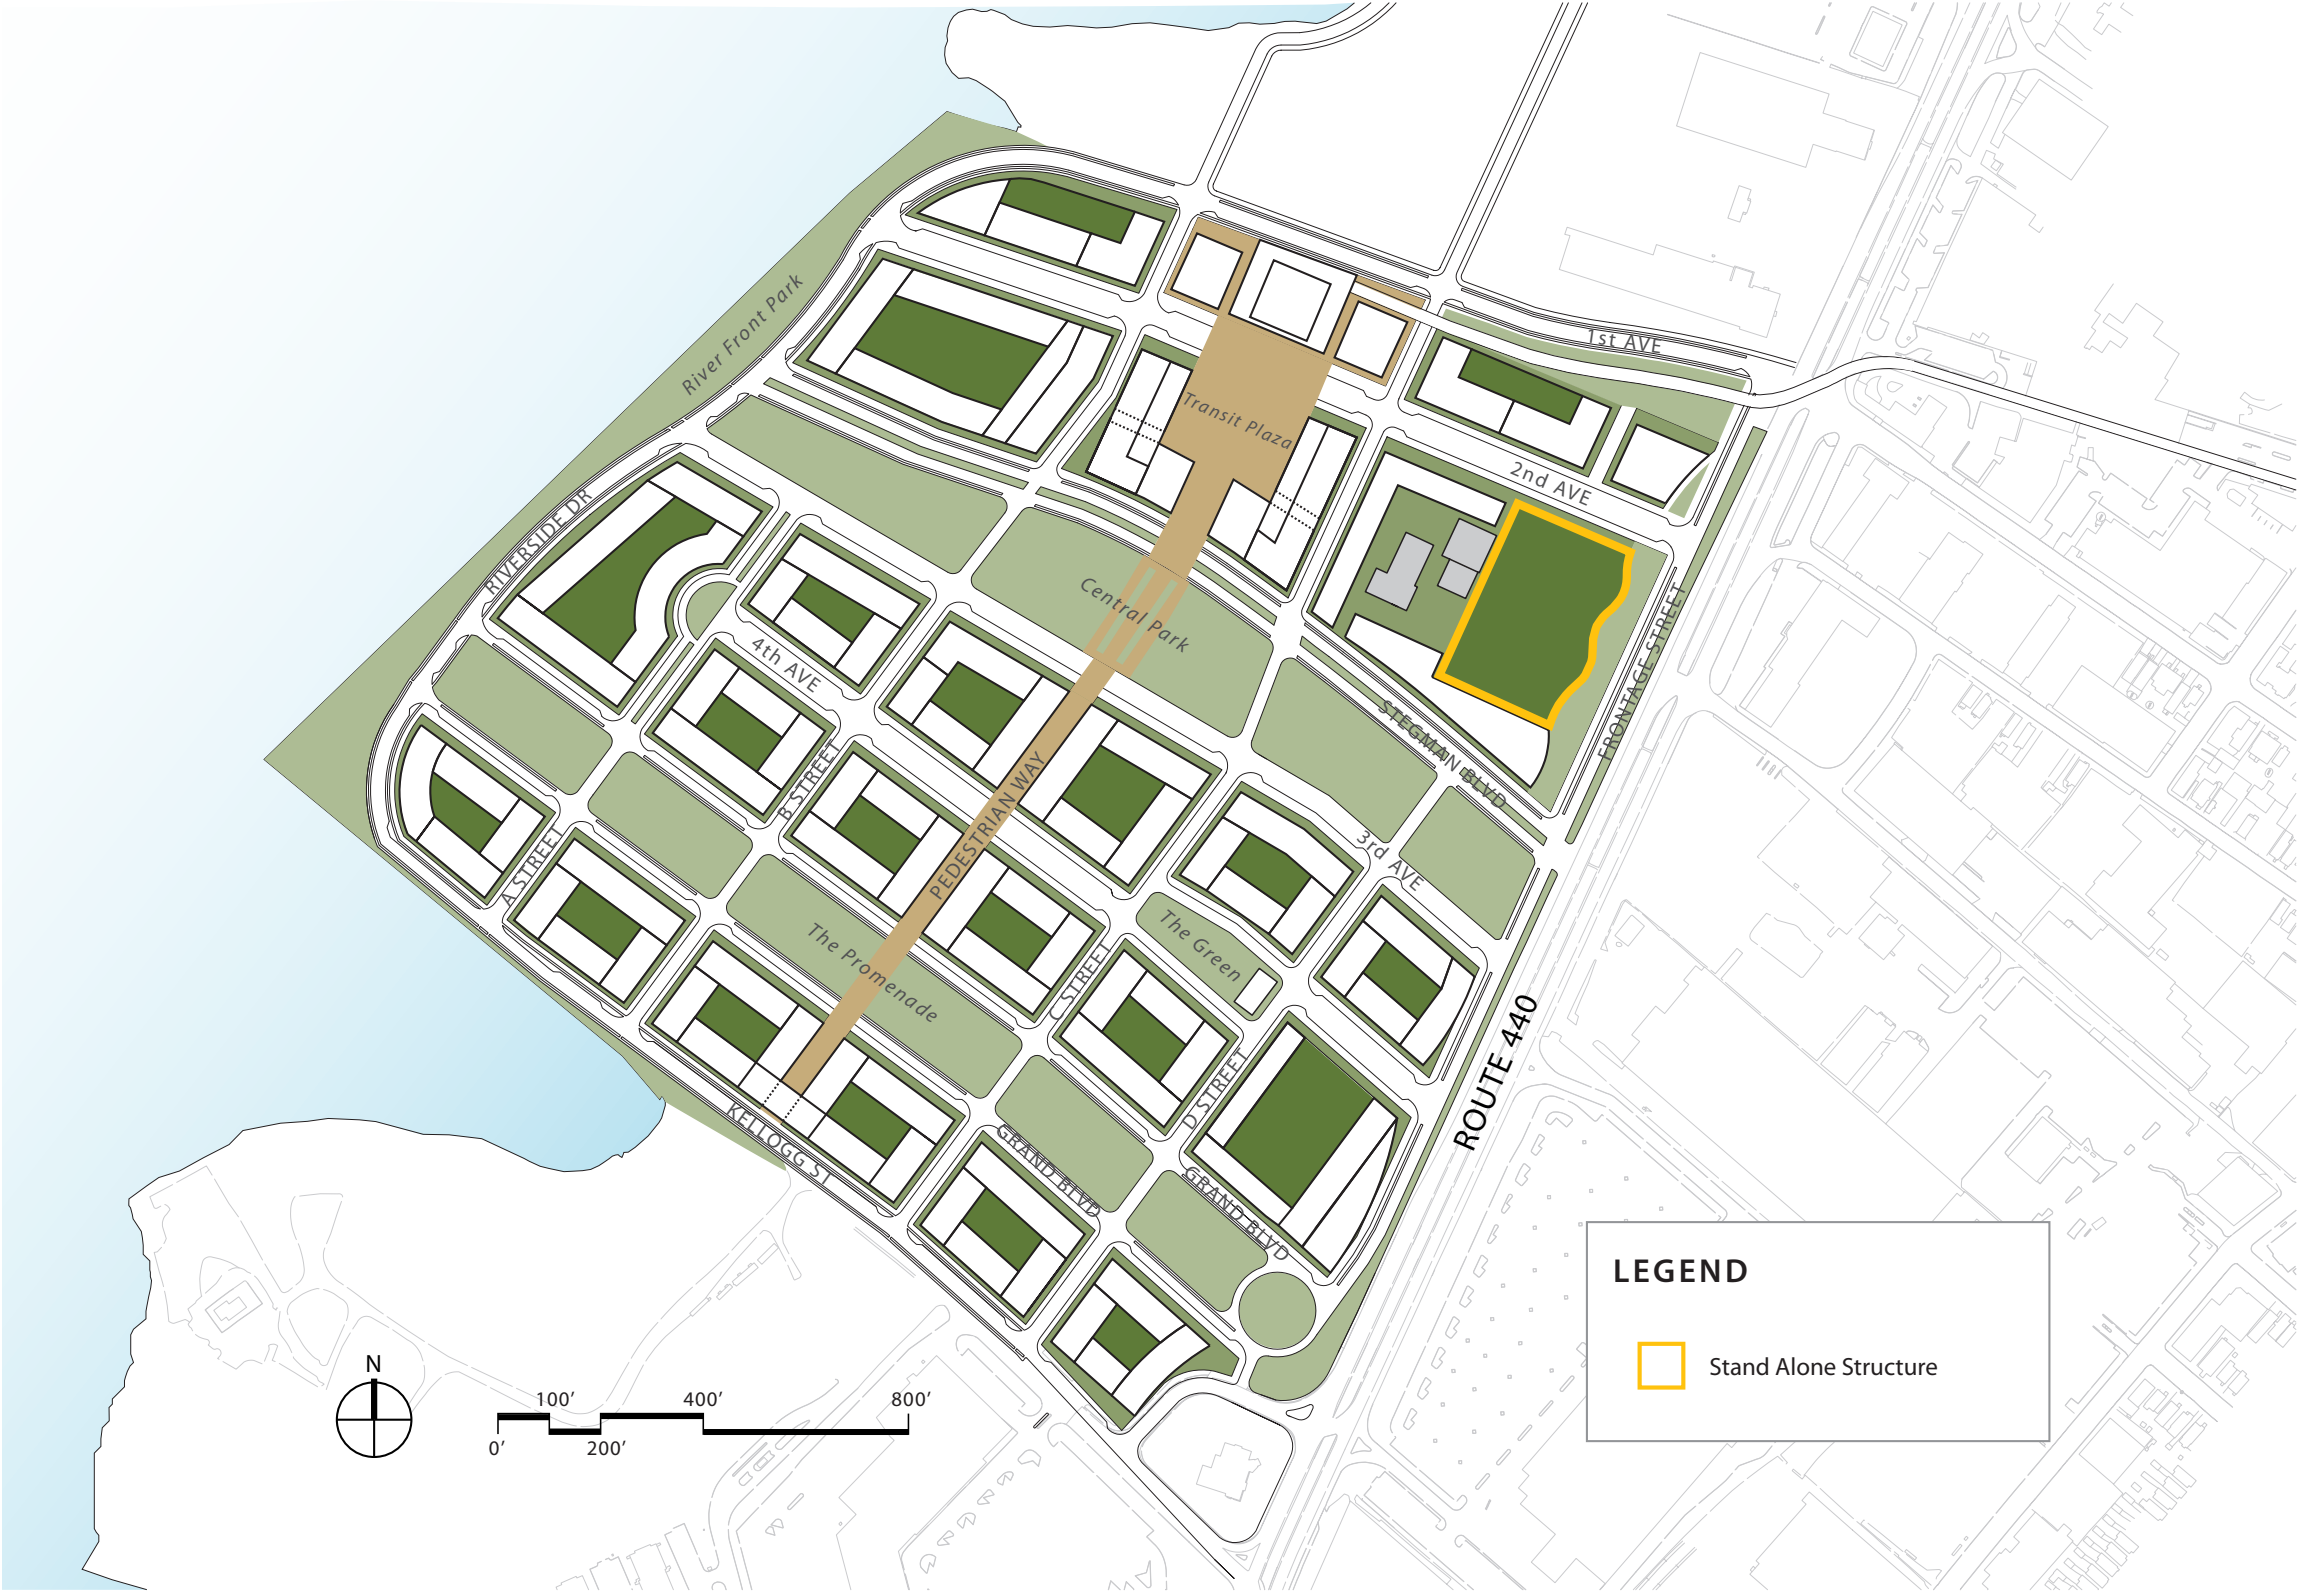 River Front Park
1st AVE
Transit Plaza
2nd AVE
RIVERSIDE DR
Central Park
FRONTAGE STREET
4th AVE
STEGMAN BLVD
B STREET
PEDESTRIAN WAY
3rd AVE
A STREET
The Promenade
The Green
C STREET
ROUTE 440
D STREET
KELLOGG ST
GRAND BLVD
GRAND BLVD
LEGEND
Stand Alone Structure
N
100′ 400′ 800′
0′ 200′